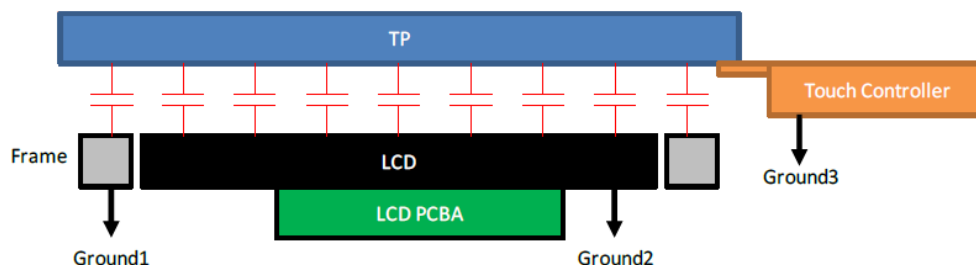 TP
Touch Controller
Frame
LCD
Ground3
LCD PCBA
Ground1
Ground2